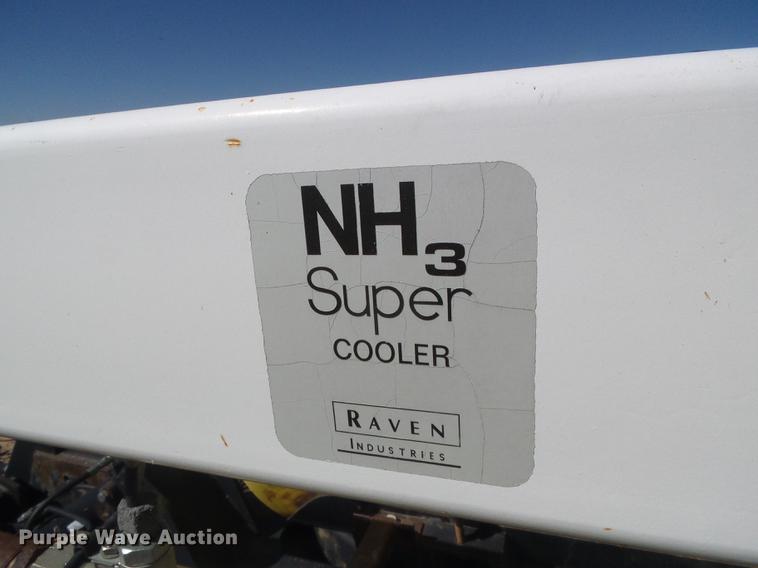 NH3
Super
COOLER
RAVEN
INDUSTRIES
Purple Wave Auction